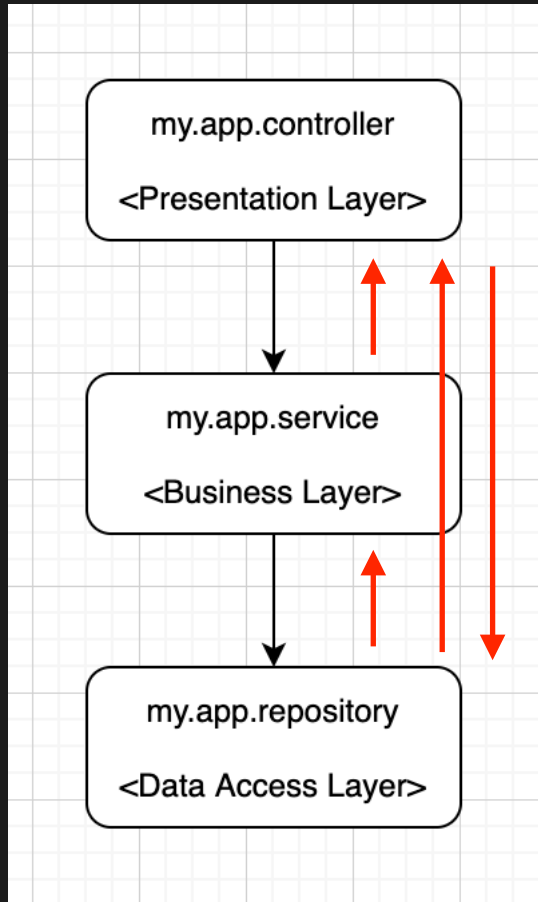 my.app.controller
<Presentation Layer>
my.app.service
<Business Layer>
my.app.repository
<Data Access Layer>